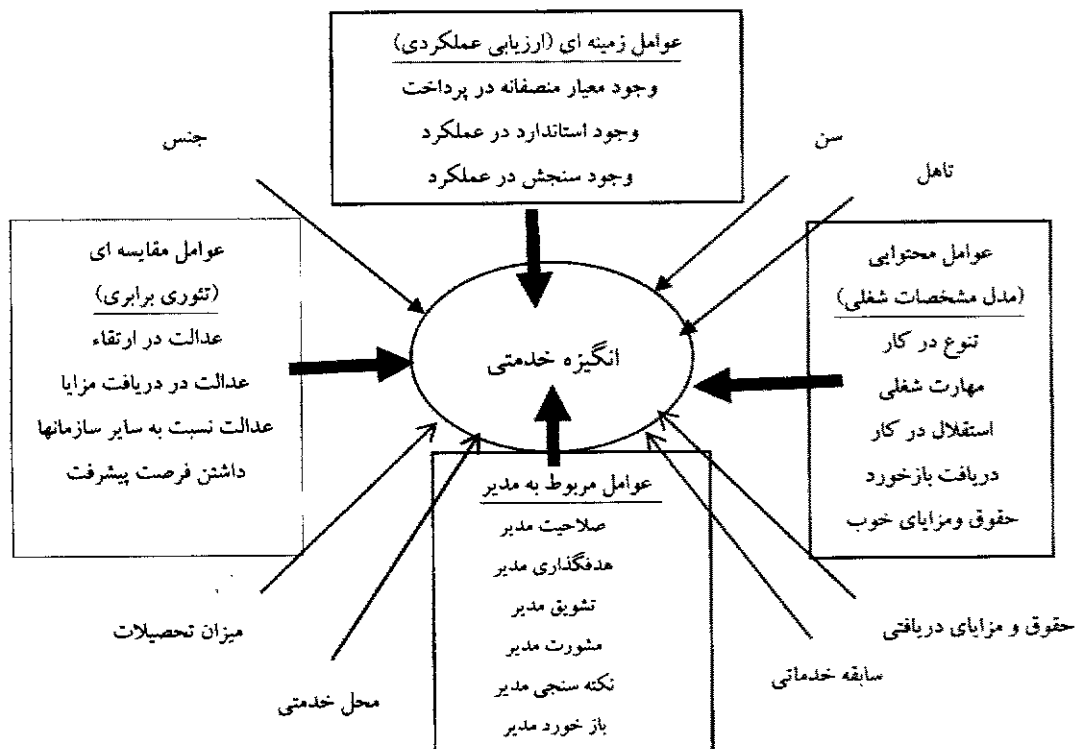 عوامل زمینه ای (ارزیابی عملکردی)
وجود معیار منصفانه در پرداخت
وجود استاندارد در عملکرد
وجود سنجش در عملکرد
سن
تاهل
جنس
عوامل محتوایی
(مدل مشخصات شغلی)
تنوع در کار
مهارت شغلی
استقلال در کار
دریافت بازخورد
حقوق ومزایای خوب
انگیزه خدمتی
عوامل مقایسه ای
(تئوری برابری)
عدالت در ارتقاء
عدالت در دریافت مزایا
عدالت نسبت به سایر سازمانها
داشتن فرصت پیشرفت
عوامل مربوط به مدیر
صلاحیت مدیر
هدفگذاری مدیر
تشویق مدیر
مشورت مدیر
نکته سنجی مدیر
باز خورد مدیر
حقوق و مزایای دریافتی
سابقه خدماتی
محل خدمتی
میزان تحصیلات